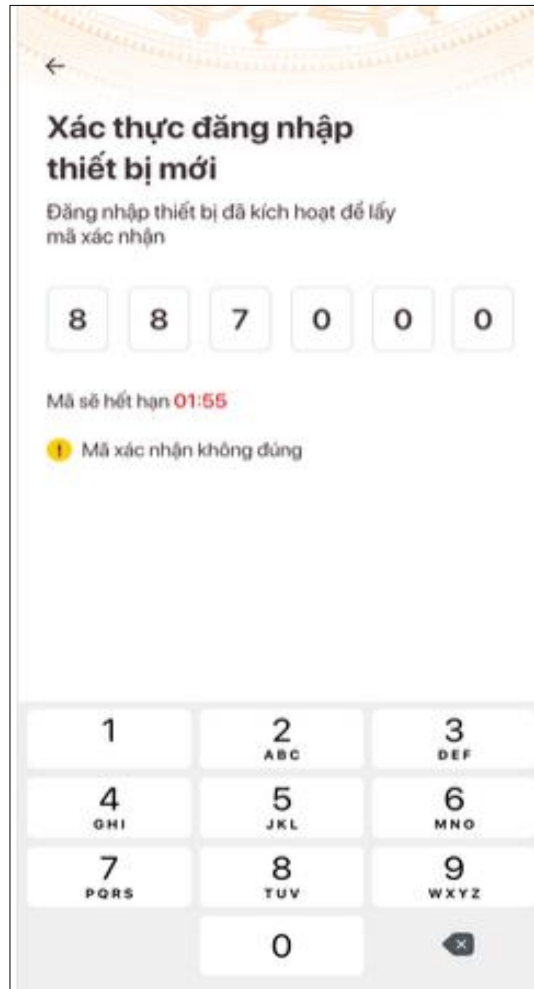 Xác thực đăng nhập
thiết bị mới
Đăng nhập thiết bị đã kích hoạt để lấy
mã xác nhận
8 8 7 0 0 0
Mã sẽ hết hạn 01:55
! Mã xác nhận không đúng
1 2 3
ABC DEF
4 5 6
GHI JKL MNO
7 8 9
PQRS TUV WXYZ
0